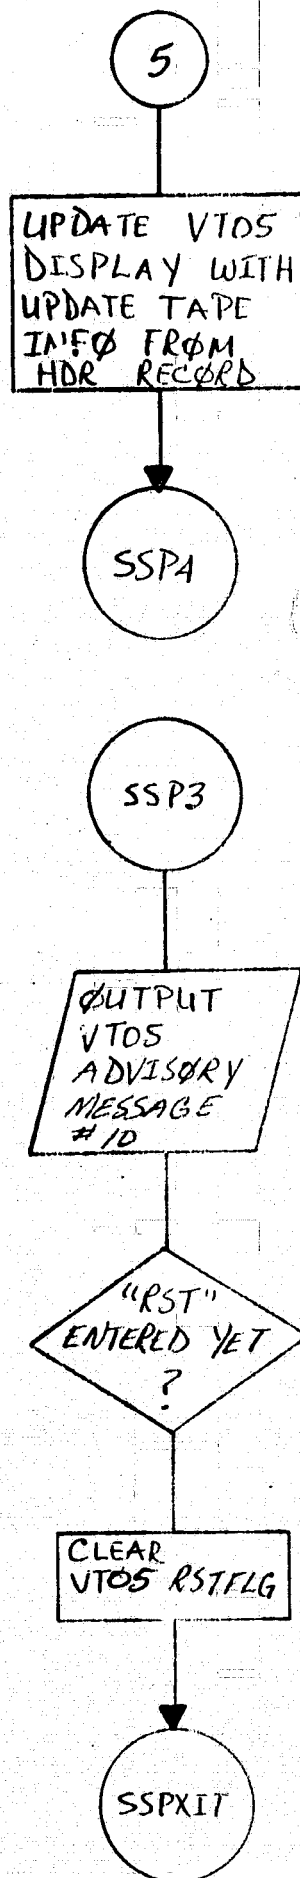 5
UPDATE VT05
DISPLAY WITH
UPDATE TAPE
INFØ FRØM
HDR RECØRD
SSP4
SSP3
ØUTPUT
VT05
ADVISØRY
MESSAGE
#10
"RST"
ENTERED YET
?
CLEAR
VT05 RSTFLG
SSPXIT